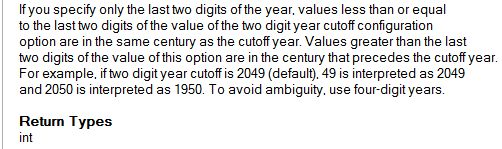 If you specify only the last two digits of the year, values less than or equal
to the last two digits of the value of the two digit year cutoff configuration
option are in the same century as the cutoff year. Values greater than the last
two digits of the value of this option are in the century that precedes the cutoff year.
For example, if two digit year cutoff is 2049 (default), 49 is interpreted as 2049
and 2050 is interpreted as 1950. To avoid ambiguity, use four-digit years.
Return Types
int